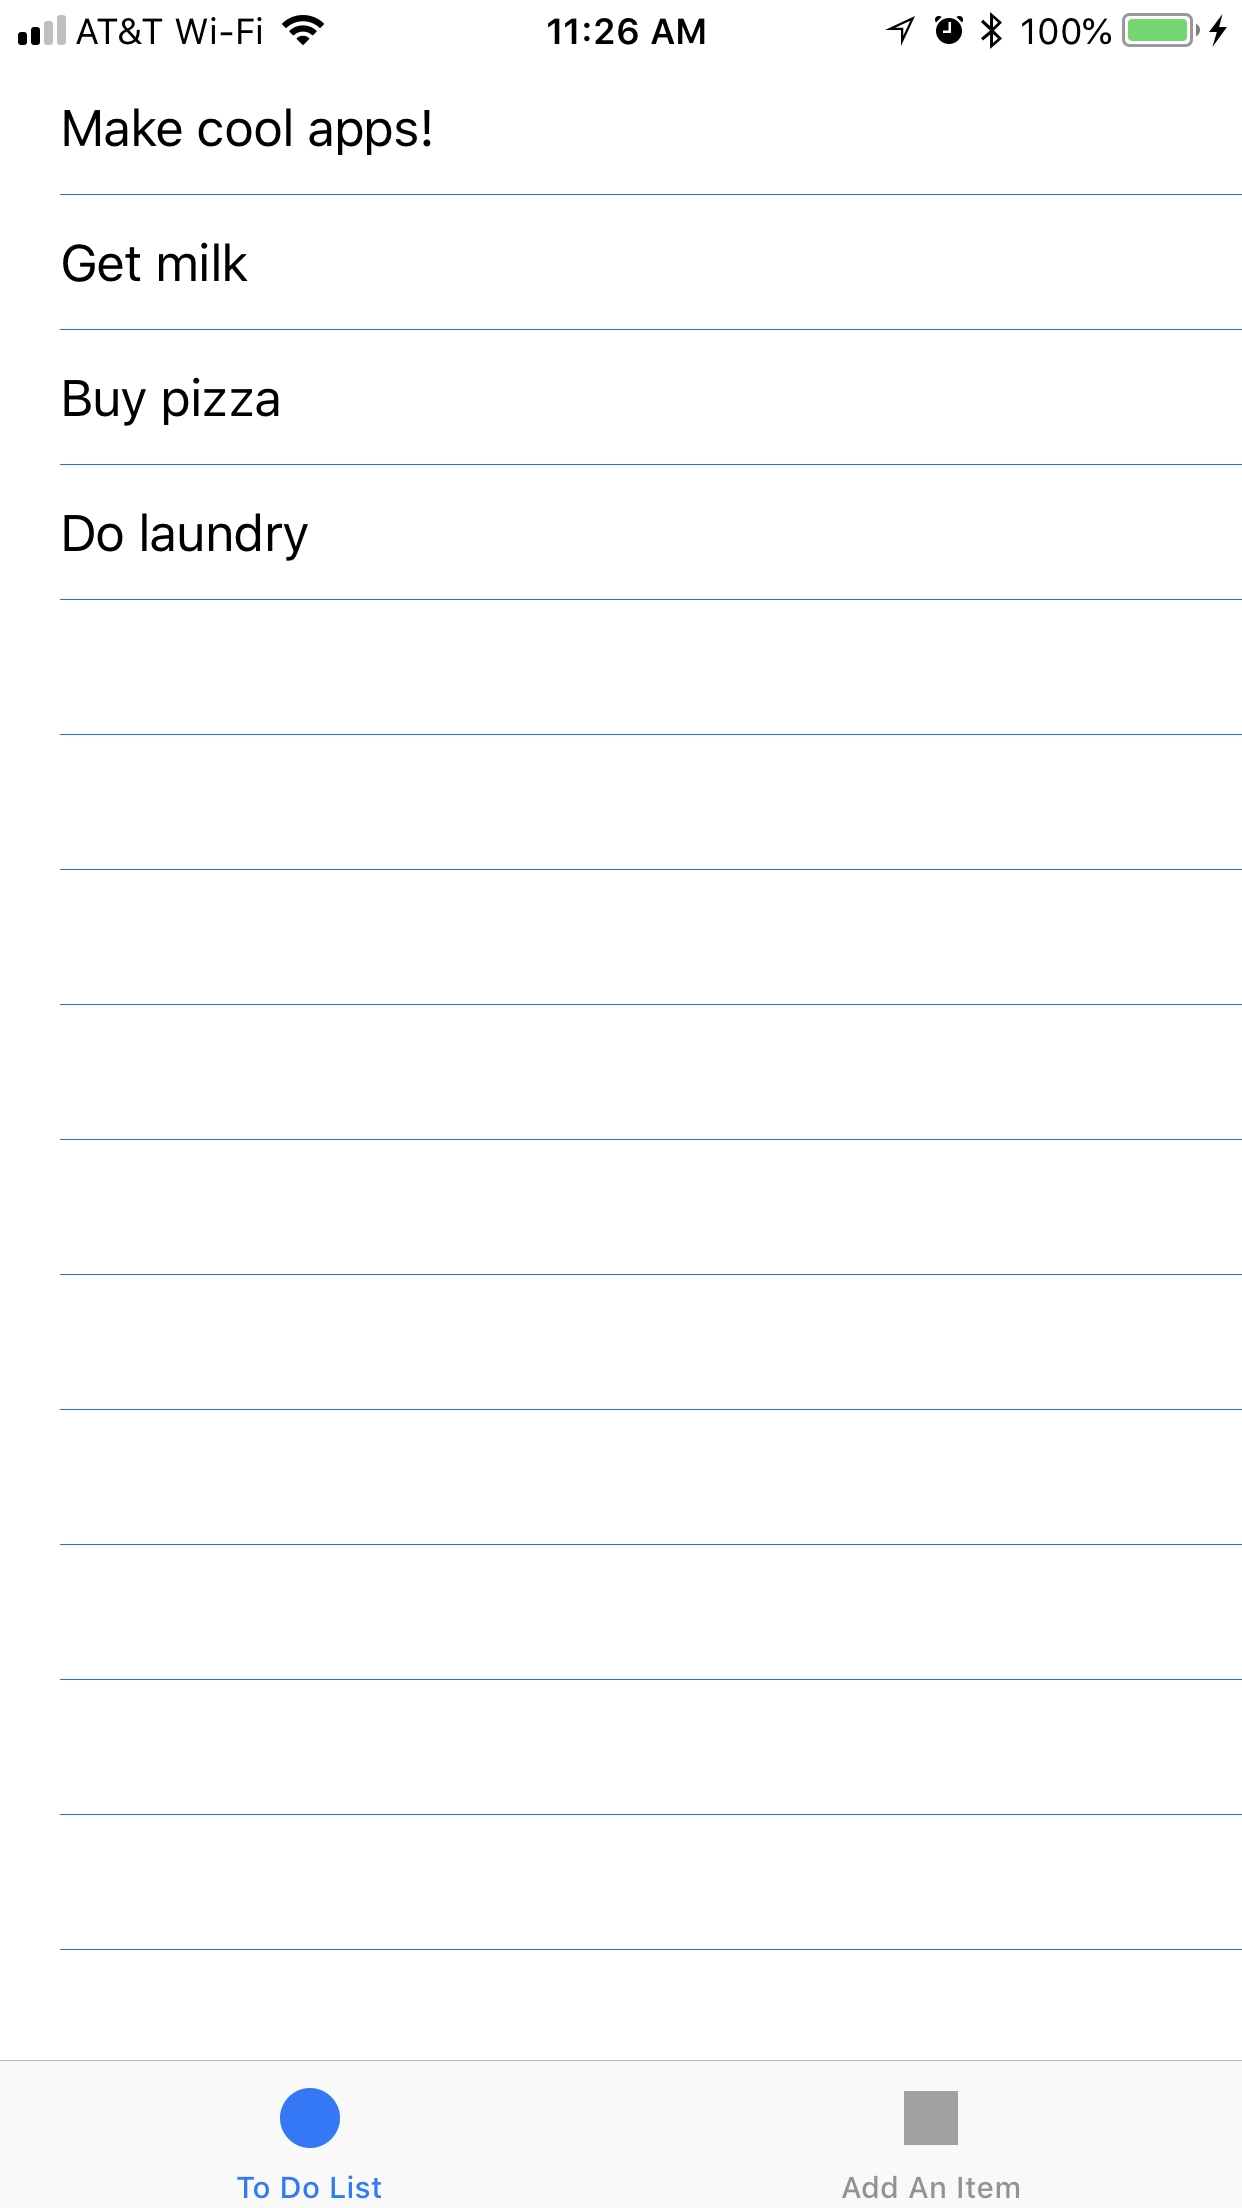 AT&T Wi-Fi 11:26 AM 100%
Make cool apps!
Get milk
Buy pizza
Do laundry
To Do List Add An Item